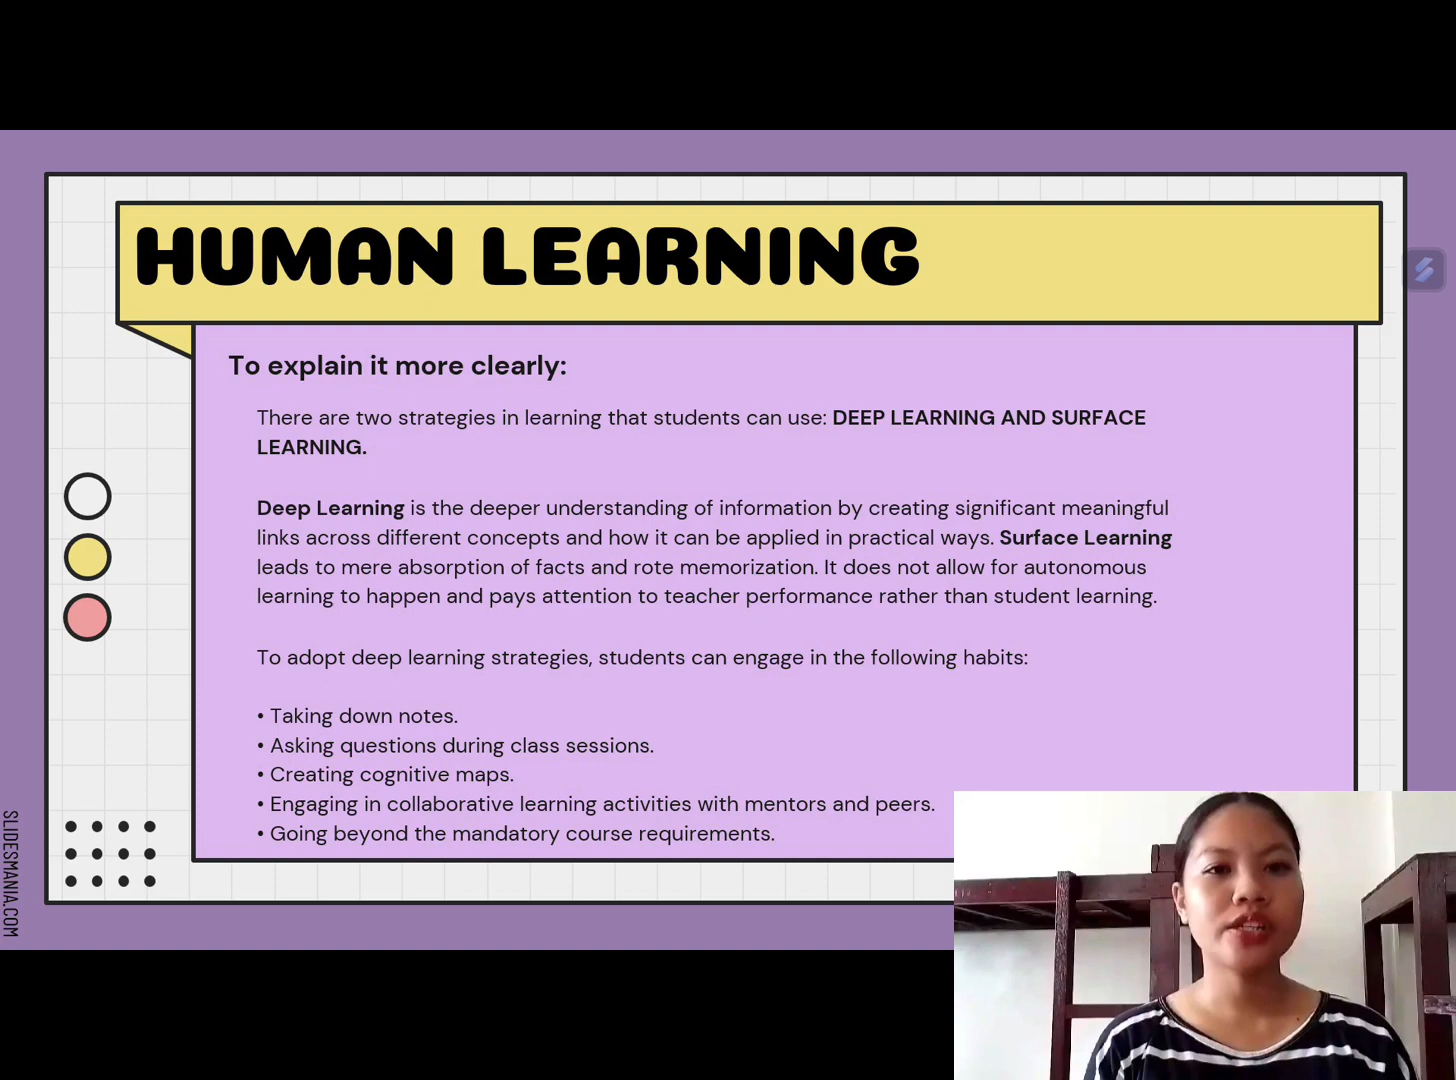 HUMAN LEARNING
To explain it more clearly:
There are two strategies in learning that students can use: DEEP LEARNING AND SURFACE
LEARNING.
Deep Learning is the deeper understanding of information by creating significant meaningful
links across different concepts and how it can be applied in practical ways. Surface Learning
leads to mere absorption of facts and rote memorization. It does not allow for autonomous
learning to happen and pays attention to teacher performance rather than student learning.
To adopt deep learning strategies, students can engage in the following habits:
• Taking down notes.
• Asking questions during class sessions.
• Creating cognitive maps.
• Engaging in collaborative learning activities with mentors and peers.
• Going beyond the mandatory course requirements.
SLIDESMANIA.COM